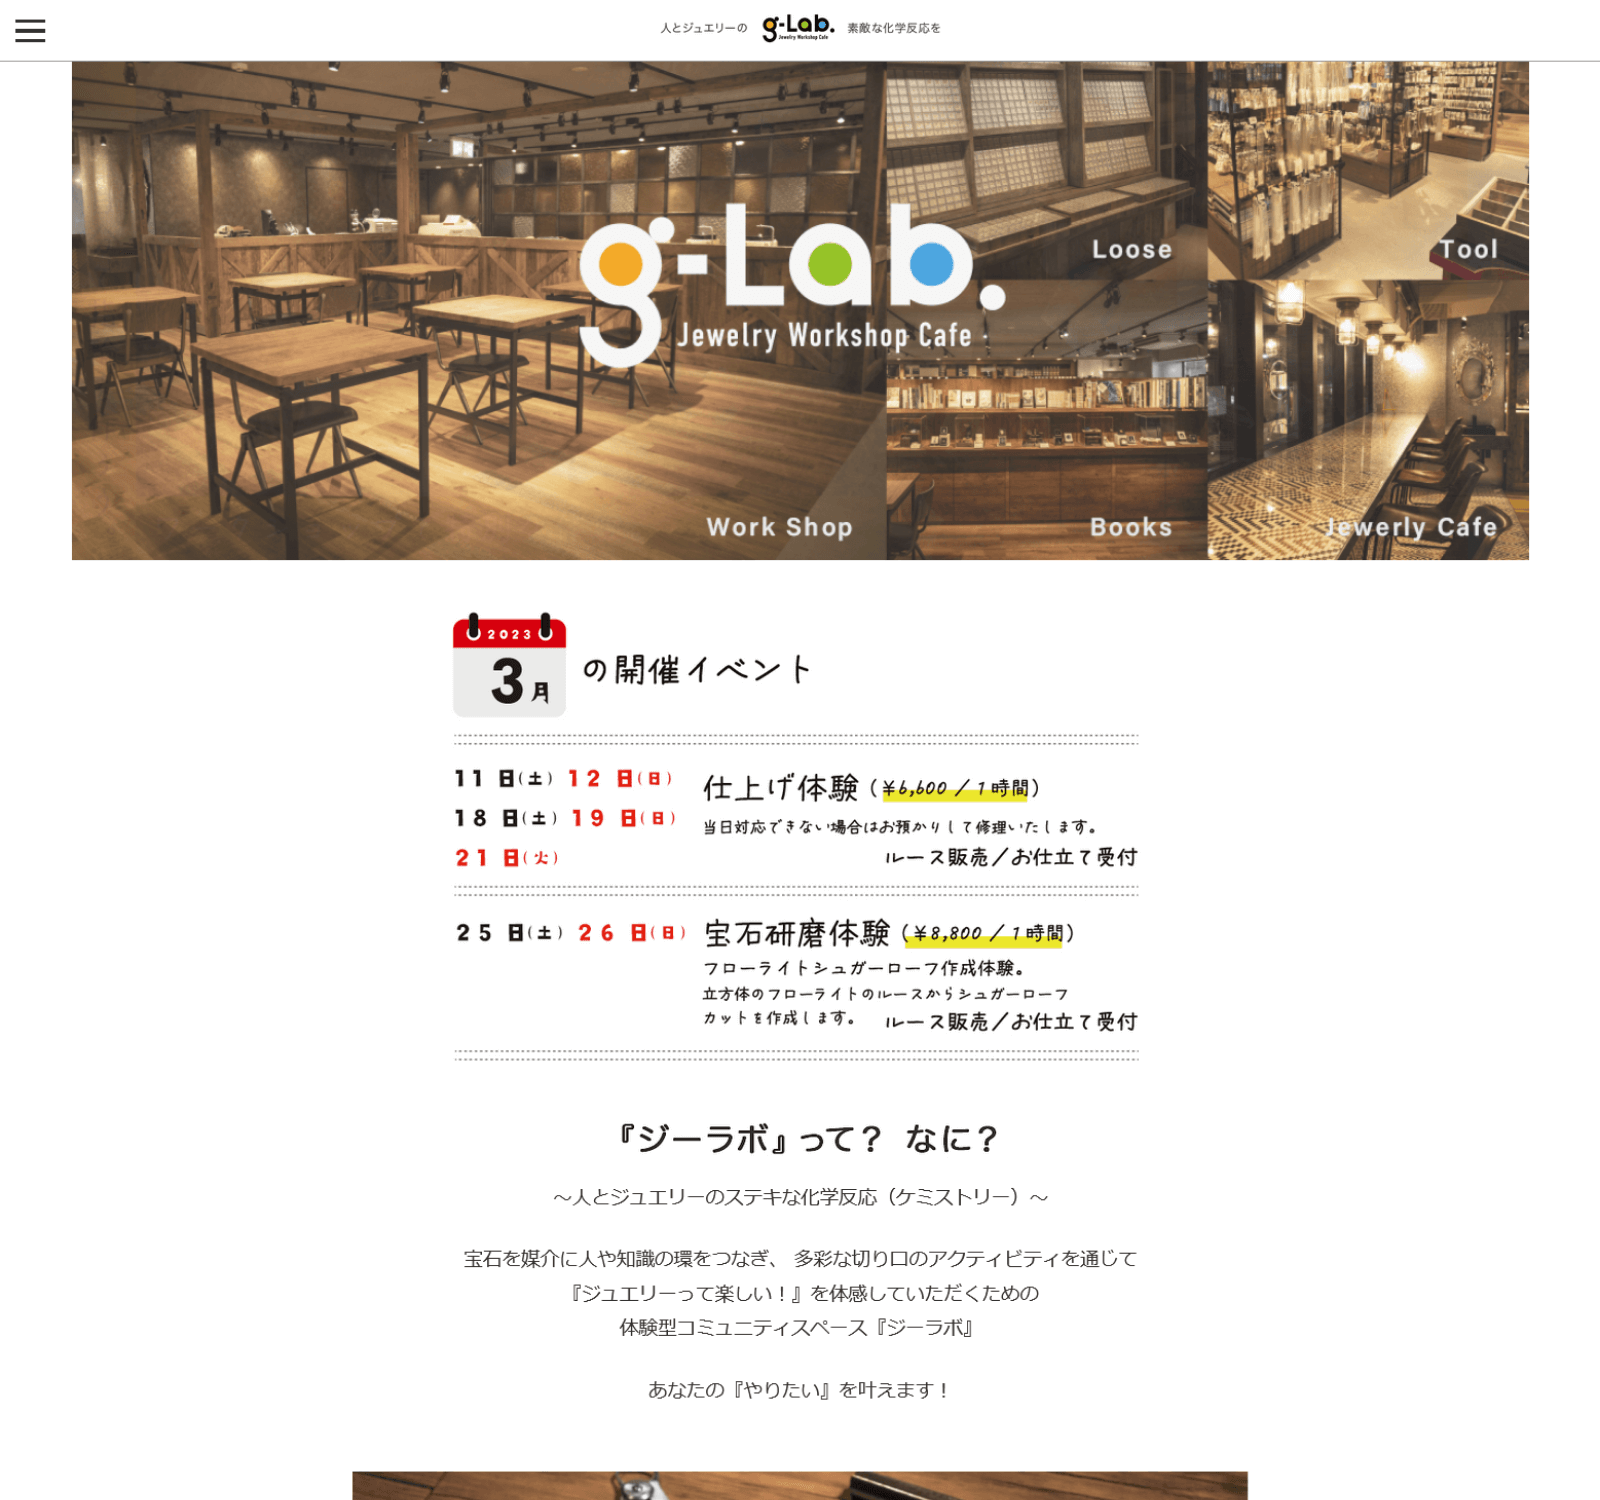 人とジュエリーの g-Lab. 素敵な化学反応を
Jewelry Workshop Cafe
g-Lab.
Jewelry Workshop Cafe
Loose
Tool
Work Shop
Books
Jewerly Cafe
2023
3月 の開催イベント
11日(土) 12日(日)
18日(土) 19日(日)
21日(火)
仕上げ体験(¥6,600/1時間)
当日対応できない場合はお預かりして修理いたします。
ルース販売/お仕立て受付
25日(土) 26日(日)
宝石研磨体験(¥8,800/1時間)
フローライトシュガーローフ作成体験。
立方体のフローライトのルースからシュガーローフ
カットを作成します。
ルース販売/お仕立て受付
『ジーラボ』って? なに?
～人とジュエリーのステキな化学反応（ケミストリー）～
宝石を媒介に人や知識の環をつなぎ、 多彩な切り口のアクティビティを通じて
『ジュエリーって楽しい！』を体感していただくための
体験型コミュニティスペース『ジーラボ』
あなたの『やりたい』を叶えます！